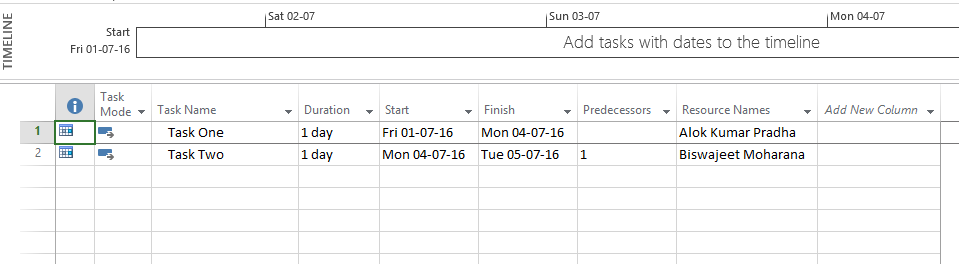 TIMELINE
Sat 02-07 Sun 03-07 Mon 04-07
Start
Fri 01-07-16
Add tasks with dates to the timeline
Task Mode Task Name Duration Start Finish Predecessors Resource Names Add New Column
1 Task One 1 day Fri 01-07-16 Mon 04-07-16 Alok Kumar Pradha
2 Task Two 1 day Mon 04-07-16 Tue 05-07-16 1 Biswajeet Moharana